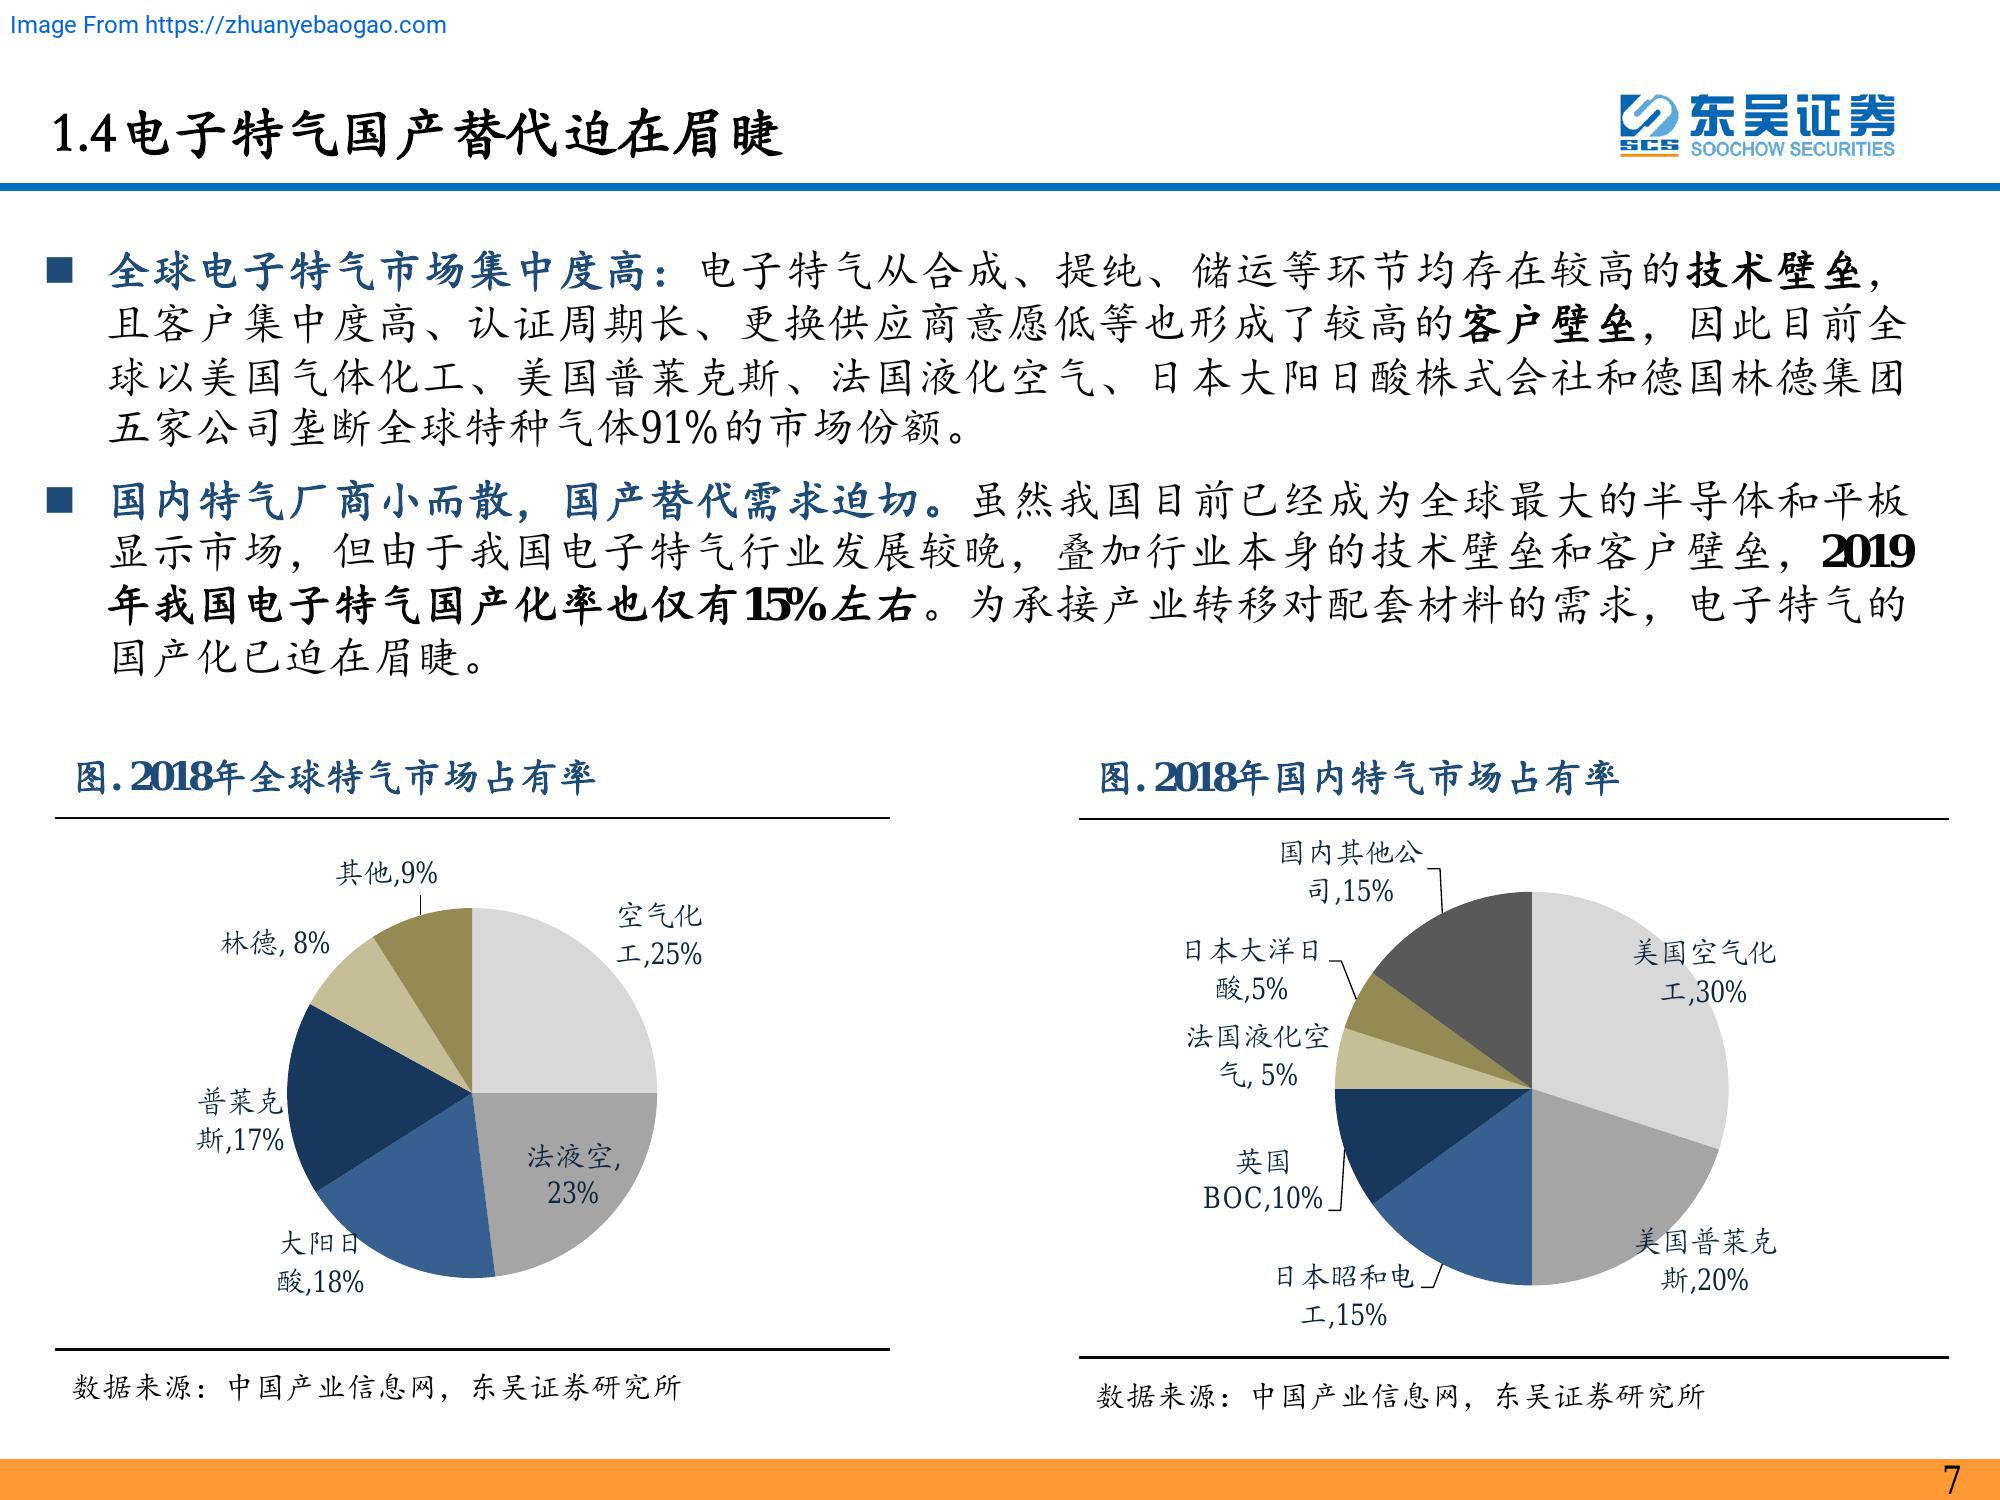 Image From https://zhuanyebaogao.com
1.4电子特气国产替代迫在眉睫
东吴证券
SCS
SOOCHOW SECURITIES
■ 全球电子特气市场集中度高：电子特气从合成、提纯、储运等环节均存在较高的技术壁垒，
且客户集中度高、认证周期长、更换供应商意愿低等也形成了较高的客户壁垒，因此目前全
球以美国气体化工、美国普莱克斯、法国液化空气、日本大阳日酸株式会社和德国林德集团
五家公司垄断全球特种气体91%的市场份额。
■ 国内特气厂商小而散，国产替代需求迫切。虽然我国目前已经成为全球最大的半导体和平板
显示市场，但由于我国电子特气行业发展较晚，叠加行业本身的技术壁垒和客户壁垒，2019
年我国电子特气国产化率也仅有15%左右。为承接产业转移对配套材料的需求，电子特气的
国产化已迫在眉睫。
图. 2018年全球特气市场占有率
其他,9%
空气化
工,25%
林德, 8%
普莱克
斯,17%
法液空,
23%
大阳日
酸,18%
数据来源：中国产业信息网，东吴证券研究所
图. 2018年国内特气市场占有率
国内其他公
司,15%
美国空气化
工,30%
日本大洋日
酸,5%
法国液化空
气, 5%
英国
BOC,10%
美国普莱克
斯,20%
日本昭和电
工,15%
数据来源：中国产业信息网，东吴证券研究所
7